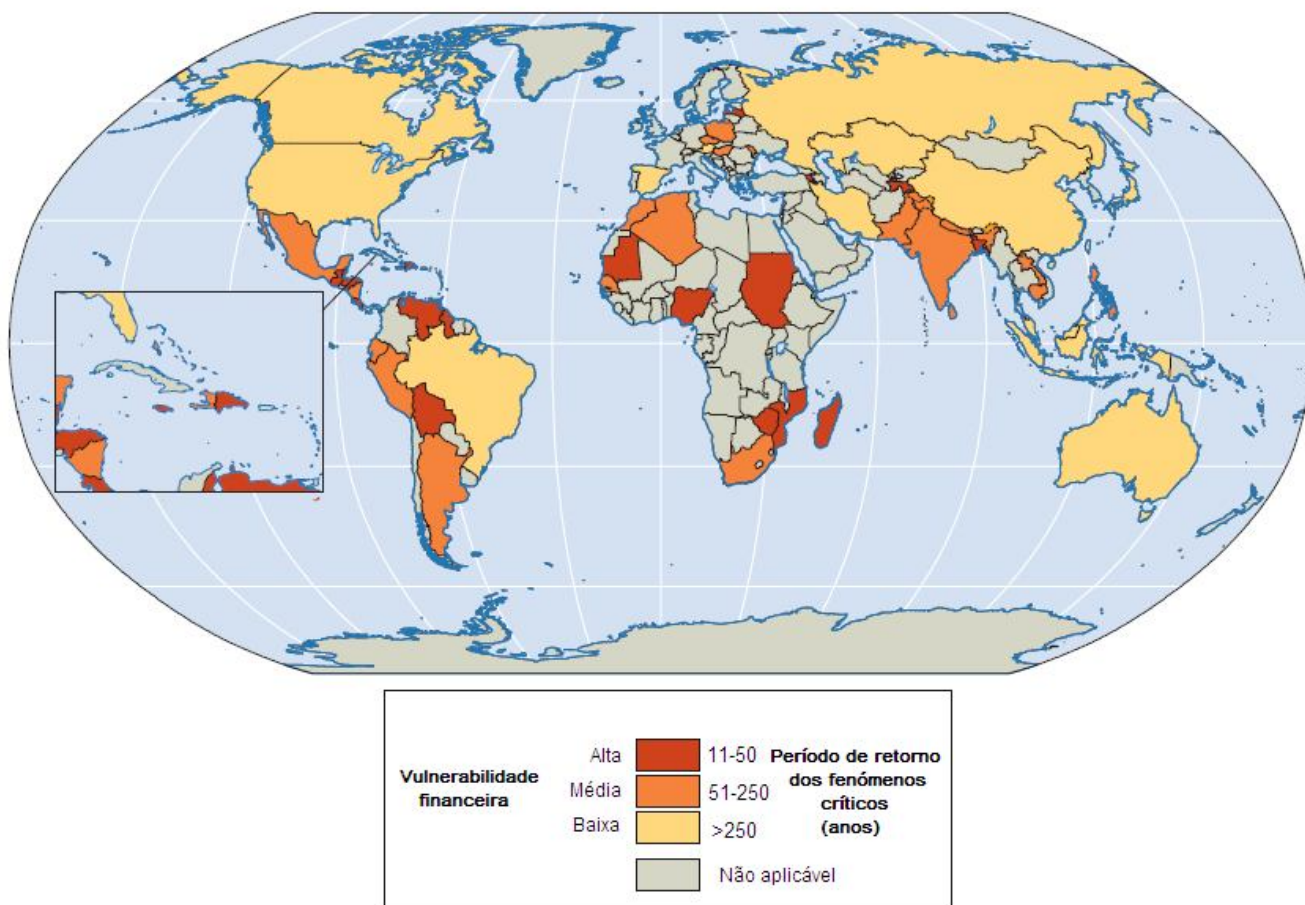 Vulnerabilidade
financeira
Alta
Média
Baixa
11-50
51-250
>250
Não aplicável
Período de retorno
dos fenómenos
críticos
(anos)